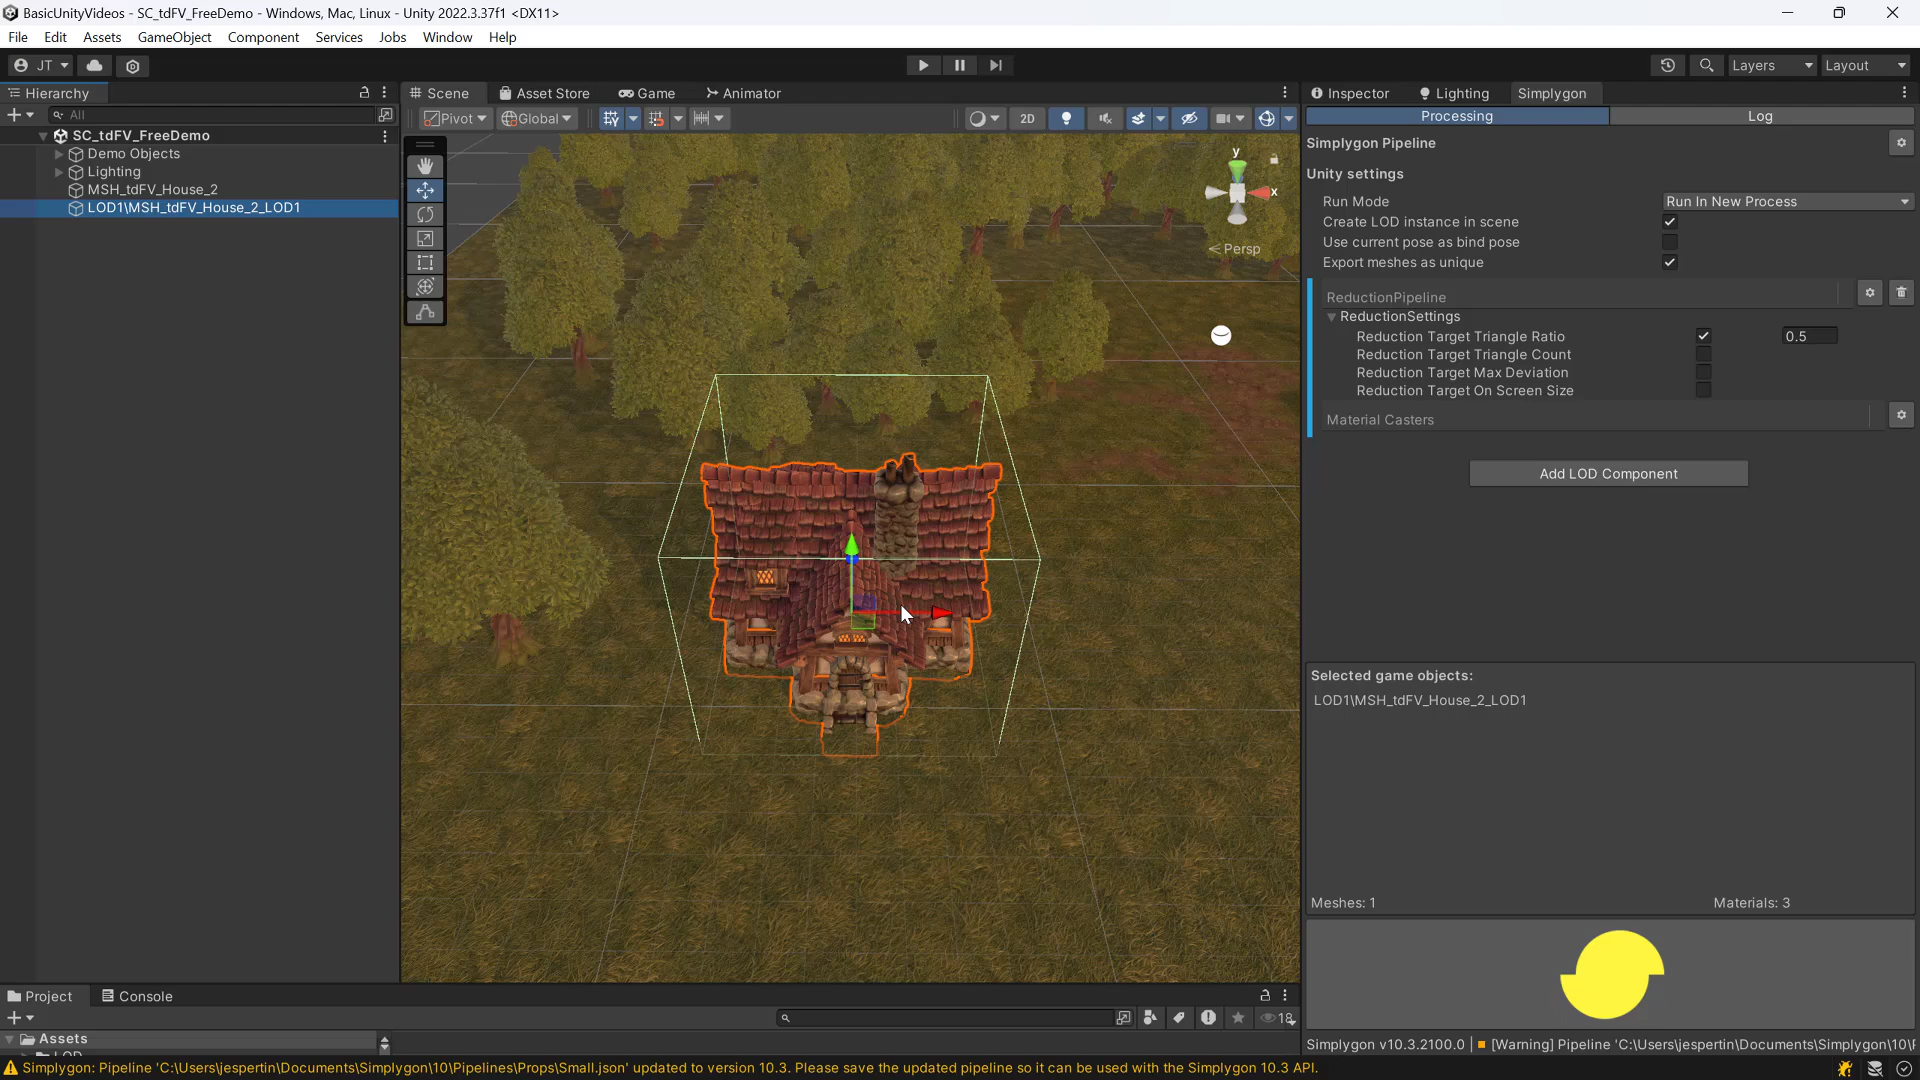 BasicUnityVideos - SC_tdFV_FreeDemo - Windows, Mac, Linux - Unity 2022.3.37f1 <DX11>
File Edit Assets GameObject Component Services Jobs Window Help
JT
Layers Layout
Hierarchy
All
SC_tdFV_FreeDemo
Demo Objects
Lighting
MSH_tdFV_House_2
LOD1\MSH_tdFV_House_2_LOD1
Scene Asset Store Game Animator
Pivot Global 2D
y
x
Persp
Inspector Lighting Simplygon
Processing Log
Simplygon Pipeline
Unity settings
Run Mode Run In New Process
Create LOD instance in scene
Use current pose as bind pose
Export meshes as unique
ReductionPipeline
ReductionSettings
Reduction Target Triangle Ratio 0.5
Reduction Target Triangle Count
Reduction Target Max Deviation
Reduction Target On Screen Size
Material Casters
Add LOD Component
Selected game objects:
LOD1\MSH_tdFV_House_2_LOD1
Meshes: 1 Materials: 3
Project Console
18
Assets
Simplygon v10.3.2100.0 [Warning] Pipeline 'C:\Users\jespertin\Documents\Simplygon\10\
Simplygon: Pipeline 'C:\Users\jespertin\Documents\Simplygon\10\Pipelines\Props\Small.json' updated to version 10.3. Please save the updated pipeline so it can be used with the Simplygon 10.3 API.